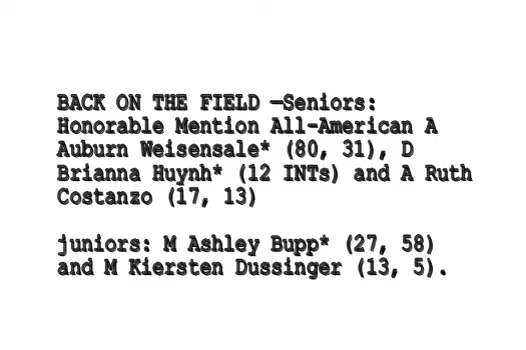 BACK ON THE FIELD —Seniors:
Honorable Mention All-American A
Auburn Weisensale* (80, 31), D
Brianna Huynh* (12 INTs) and A Ruth
Costanzo (17, 13)
juniors: M Ashley Bupp* (27, 58)
and M Kiersten Dussinger (13, 5).